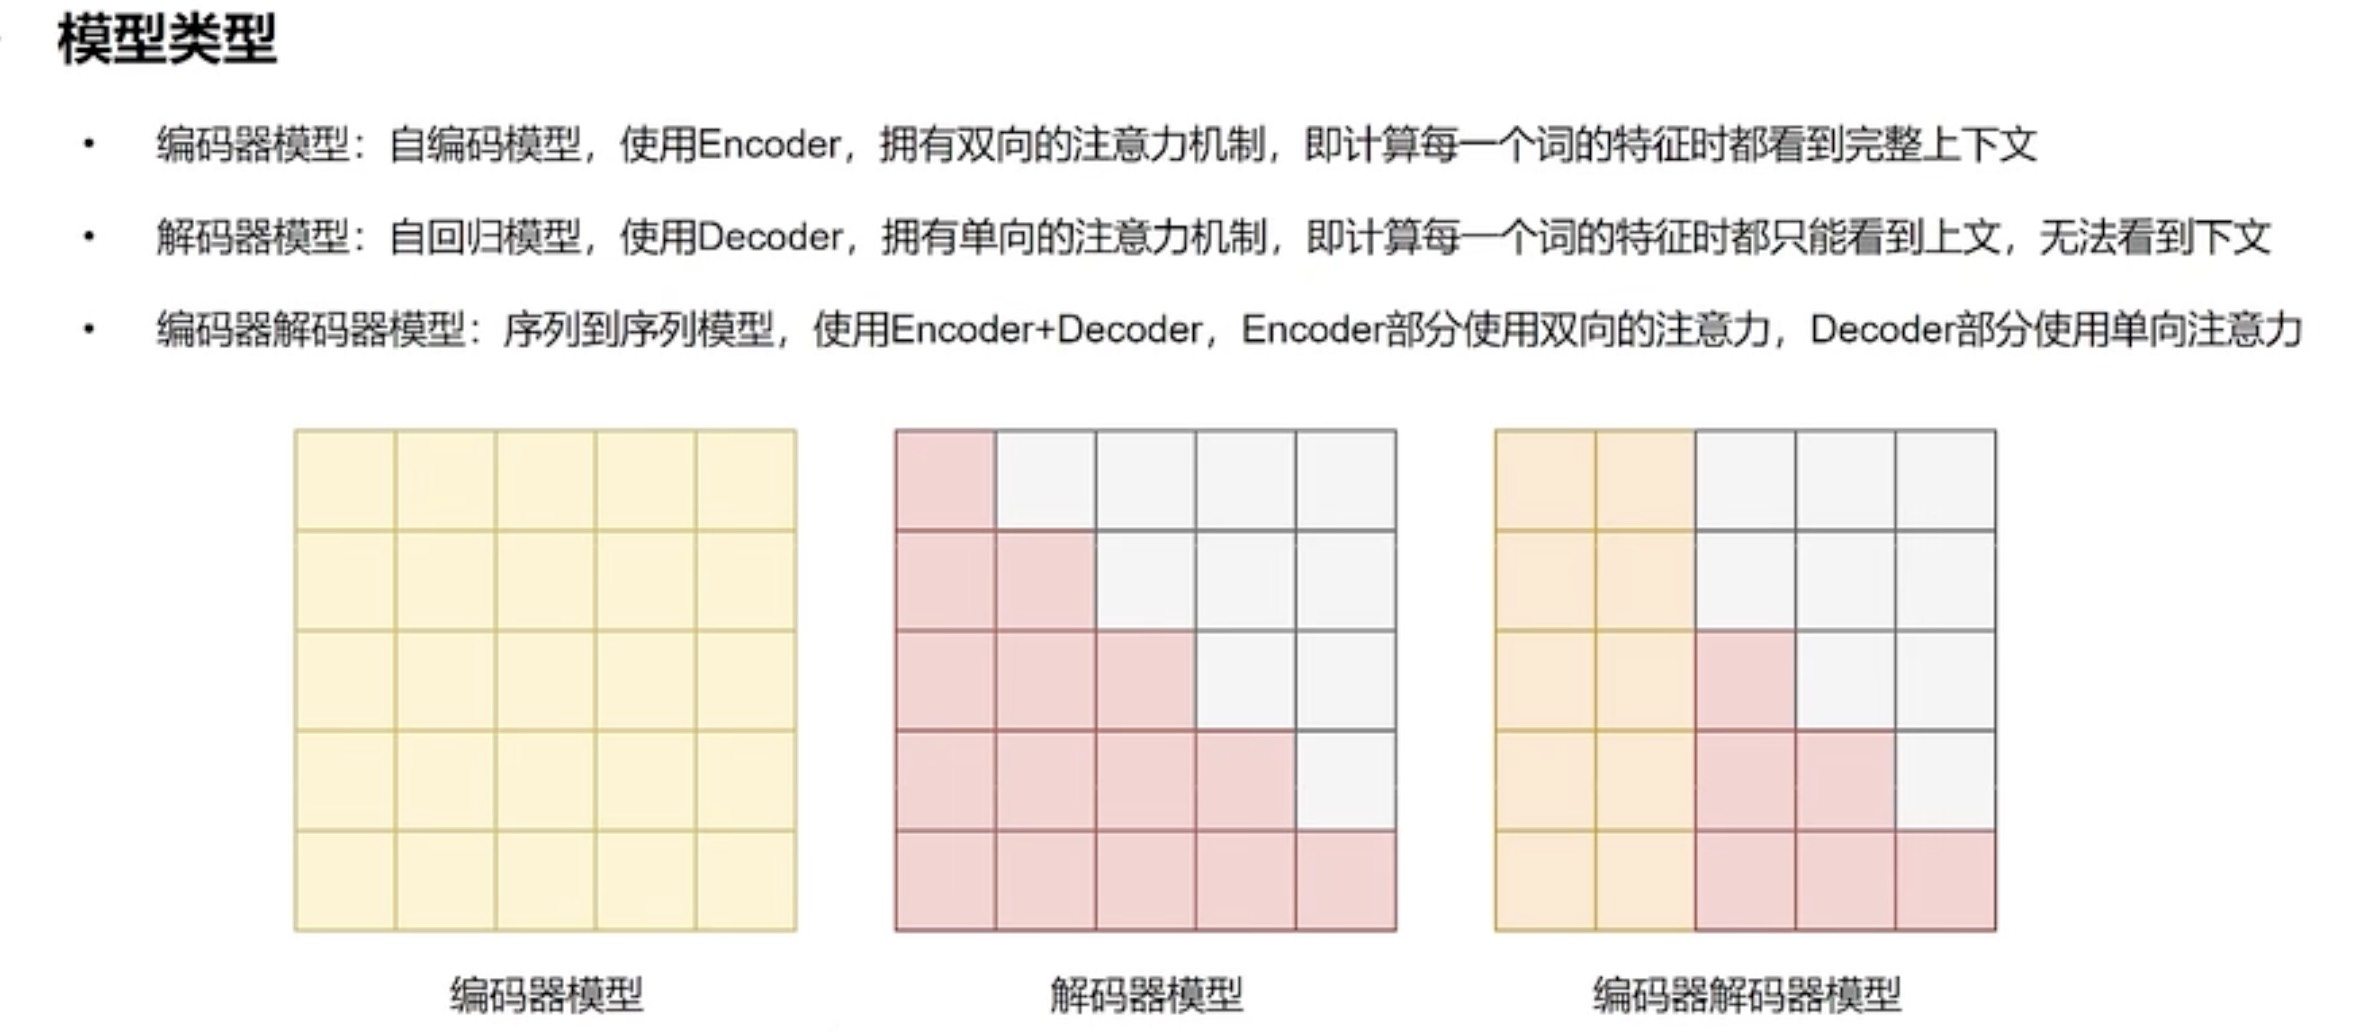 模型类型
• 编码器模型：自编码模型，使用Encoder，拥有双向的注意力机制，即计算每一个词的特征时都看到完整上下文
• 解码器模型：自回归模型，使用Decoder，拥有单向的注意力机制，即计算每一个词的特征时都只能看到上文，无法看到下文
• 编码器解码器模型：序列到序列模型，使用Encoder+Decoder，Encoder部分使用双向的注意力，Decoder部分使用单向注意力
编码器模型
解码器模型
编码器解码器模型